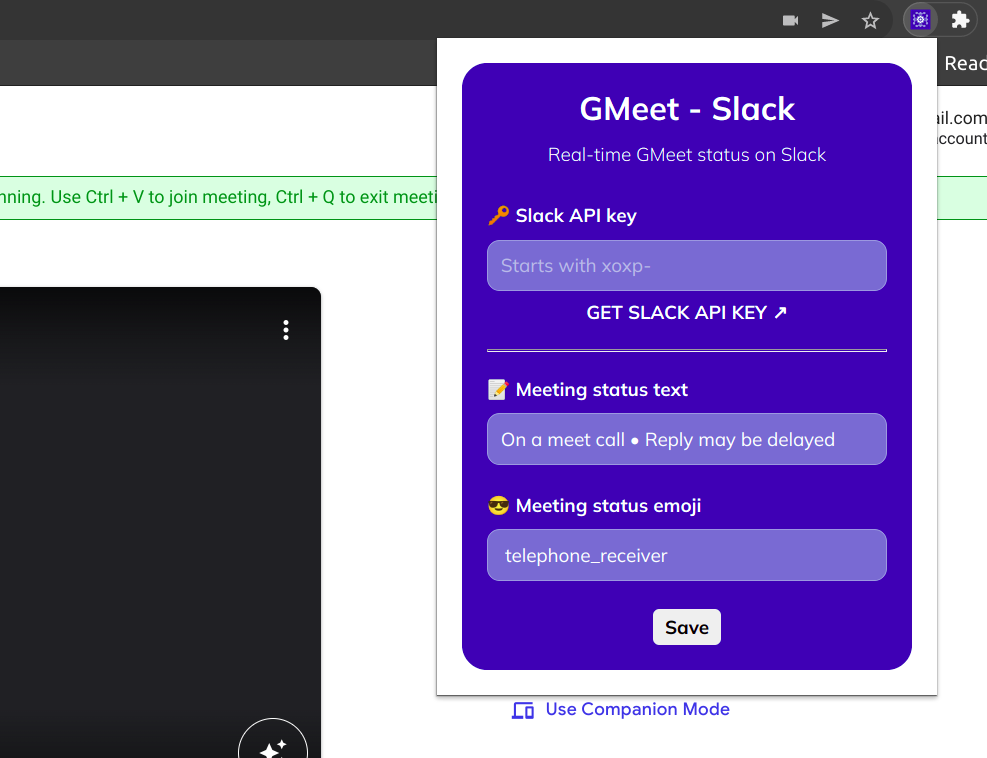 Read
GMeet - Slack
Real-time GMeet status on Slack
ail.com
account
nning. Use Ctrl + V to join meeting, Ctrl + Q to exit meeti
Slack API key
Starts with xoxp-
GET SLACK API KEY ↗
Meeting status text
On a meet call • Reply may be delayed
Meeting status emoji
telephone_receiver
Save
Use Companion Mode